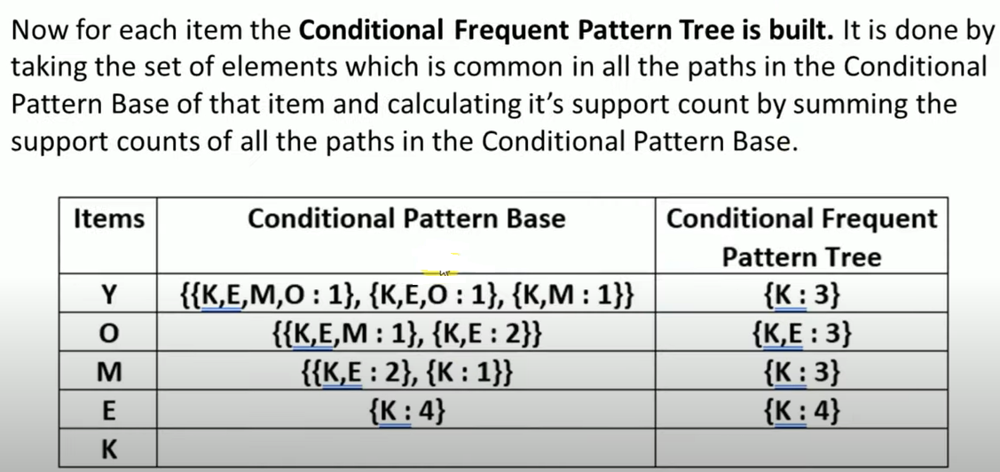 Now for each item the Conditional Frequent Pattern Tree is built. It is done by
taking the set of elements which is common in all the paths in the Conditional
Pattern Base of that item and calculating it’s support count by summing the
support counts of all the paths in the Conditional Pattern Base.
Items Conditional Pattern Base Conditional Frequent
Pattern Tree
Y {{K,E,M,O : 1}, {K,E,O : 1}, {K,M : 1}} {K : 3}
O {{K,E,M : 1}, {K,E : 2}} {K,E : 3}
M {{K,E : 2}, {K : 1}} {K : 3}
E {K : 4} {K : 4}
K